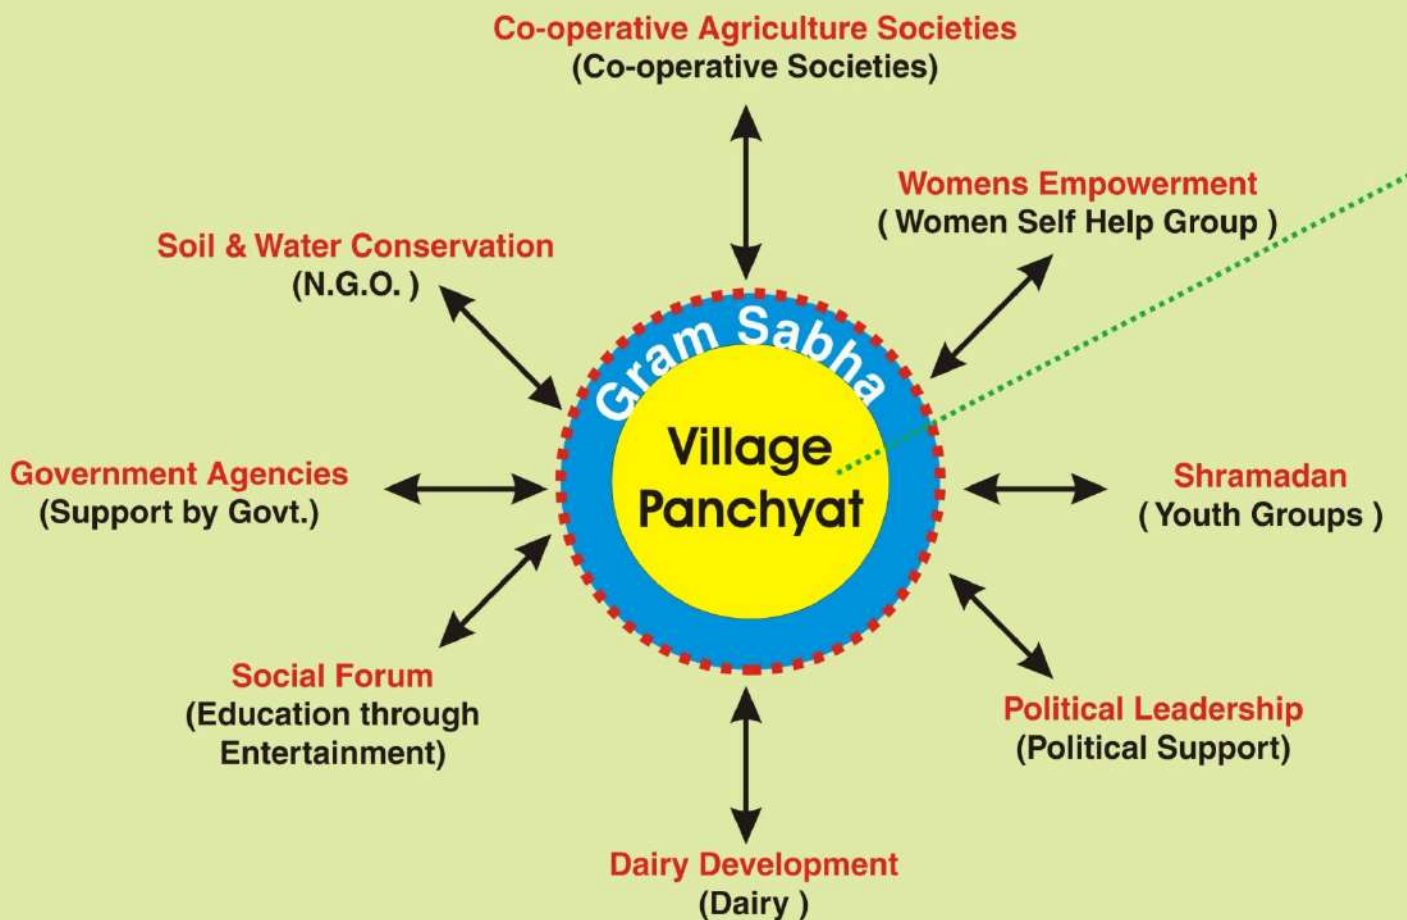 Co-operative Agriculture Societies
(Co-operative Societies)
Womens Empowerment
( Women Self Help Group )
Soil & Water Conservation
(N.G.O. )
Gram Sabha
Village
Panchyat
Government Agencies
(Support by Govt.)
Shramadan
( Youth Groups )
Social Forum
(Education through
Entertainment)
Political Leadership
(Political Support)
Dairy Development
(Dairy )